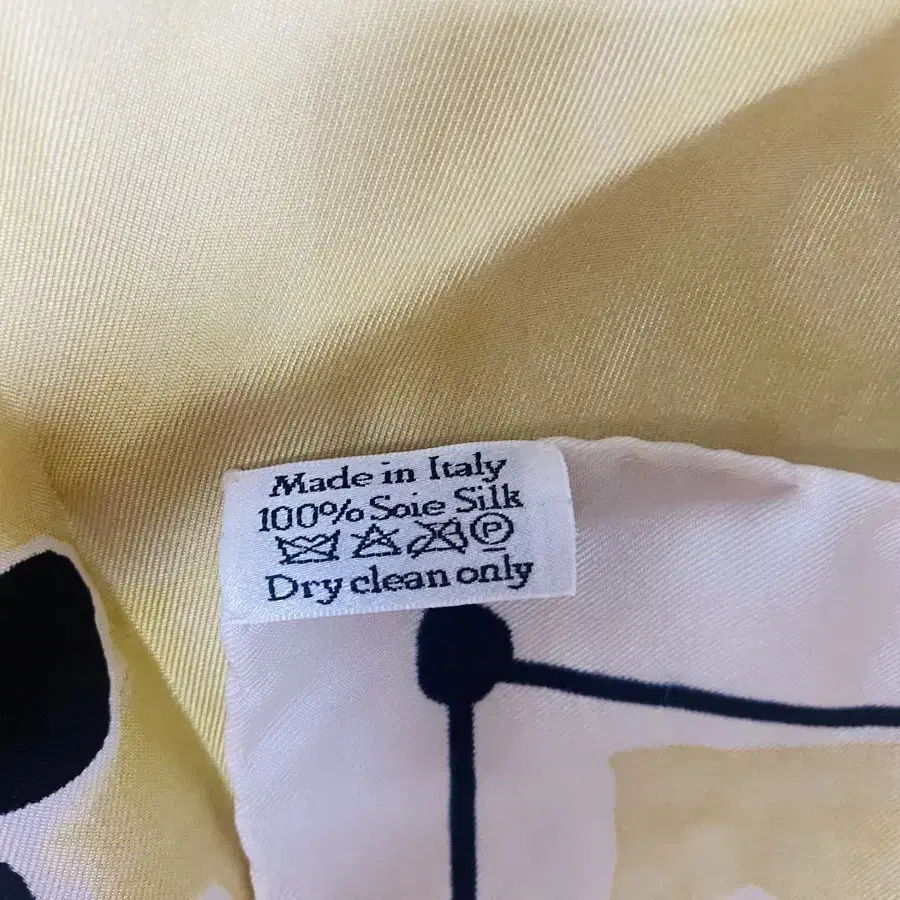 Made in Italy
100% Soie Silk
P
Dry clean only